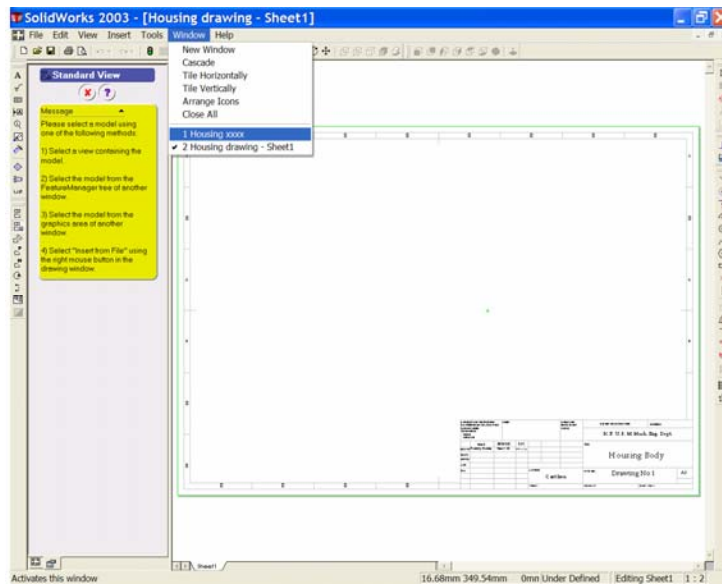 SolidWorks 2003 - [Housing drawing - Sheet1]
File Edit View Insert Tools Window Help
New Window
Cascade
Tile Horizontally
Tile Vertically
Arrange Icons
Close All
1 Housing xxxx
2 Housing drawing - Sheet1
Standard View
Message
Please select a model using
one of the following methods:
1) Select a view containing the
model.
2) Select the model from the
FeatureManager tree of another
window.
3) Select the model from the
graphics area of another
window.
4) Select "Insert from File" using
the right mouse button in the
drawing window.
Housing Body
Drawing No 1
Sheet1
Activates this window
16.68mm 349.54mm 0mm Under Defined Editing Sheet1 1 : 2